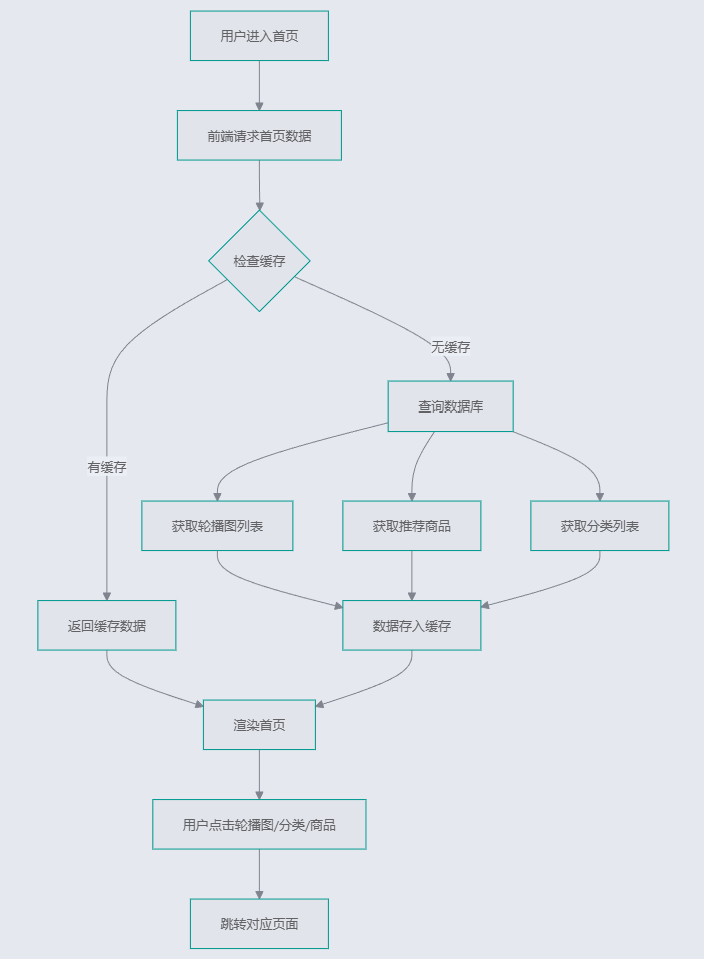 用户进入首页
前端请求首页数据
检查缓存
无缓存
查询数据库
有缓存
获取轮播图列表
获取推荐商品
获取分类列表
返回缓存数据
数据存入缓存
渲染首页
用户点击轮播图/分类/商品
跳转对应页面